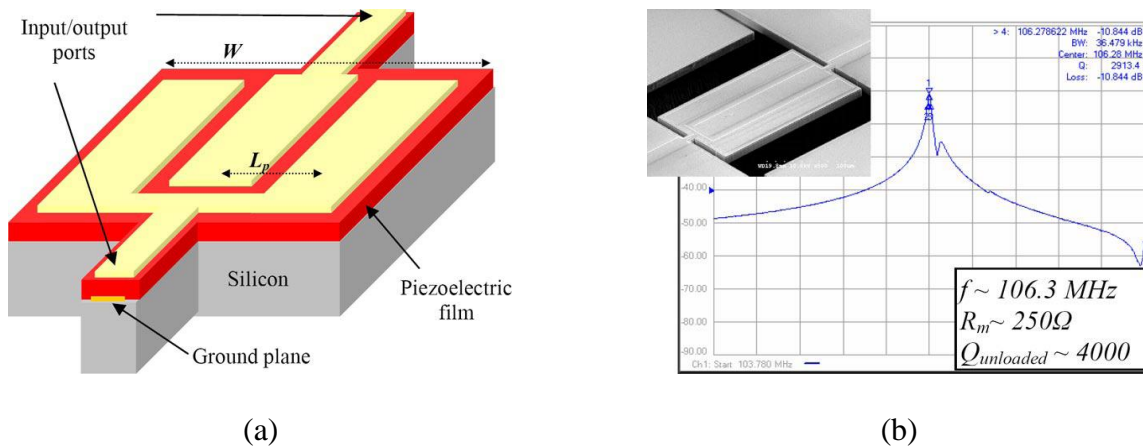 Input/output
ports
W
L_p
Silicon
Piezoelectric
film
Ground plane
(a)
> 4: 106.278622 MHz -10.844 dB
BW: 36.479 kHz
Center: 106.28 MHz
Q: 2913.4
Loss: -10.844 dB
1
-40.00
-50.00
-60.00
-70.00
-80.00
-90.00
Ch1: Start 103.780 MHz
f ~ 106.3 MHz
R_m~ 250Ω
Q_unloaded ~ 4000
(b)